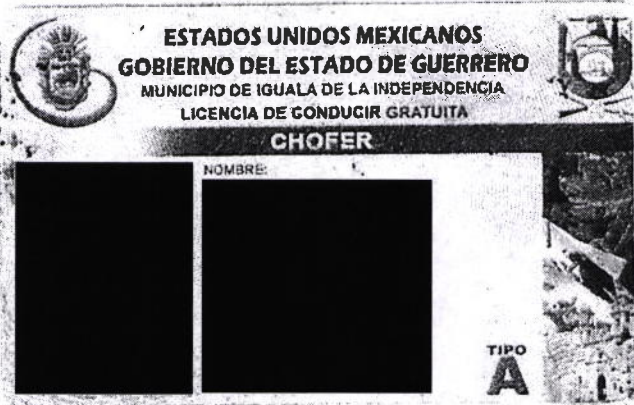 ESTADOS UNIDOS MEXICANOS
GOBIERNO DEL ESTADO DE GUERRERO
MUNICIPIO DE IGUALA DE LA INDEPENDENCIA
LICENCIA DE CONDUCIR GRATUITA
CHOFER
NOMBRE:
TIPO
A